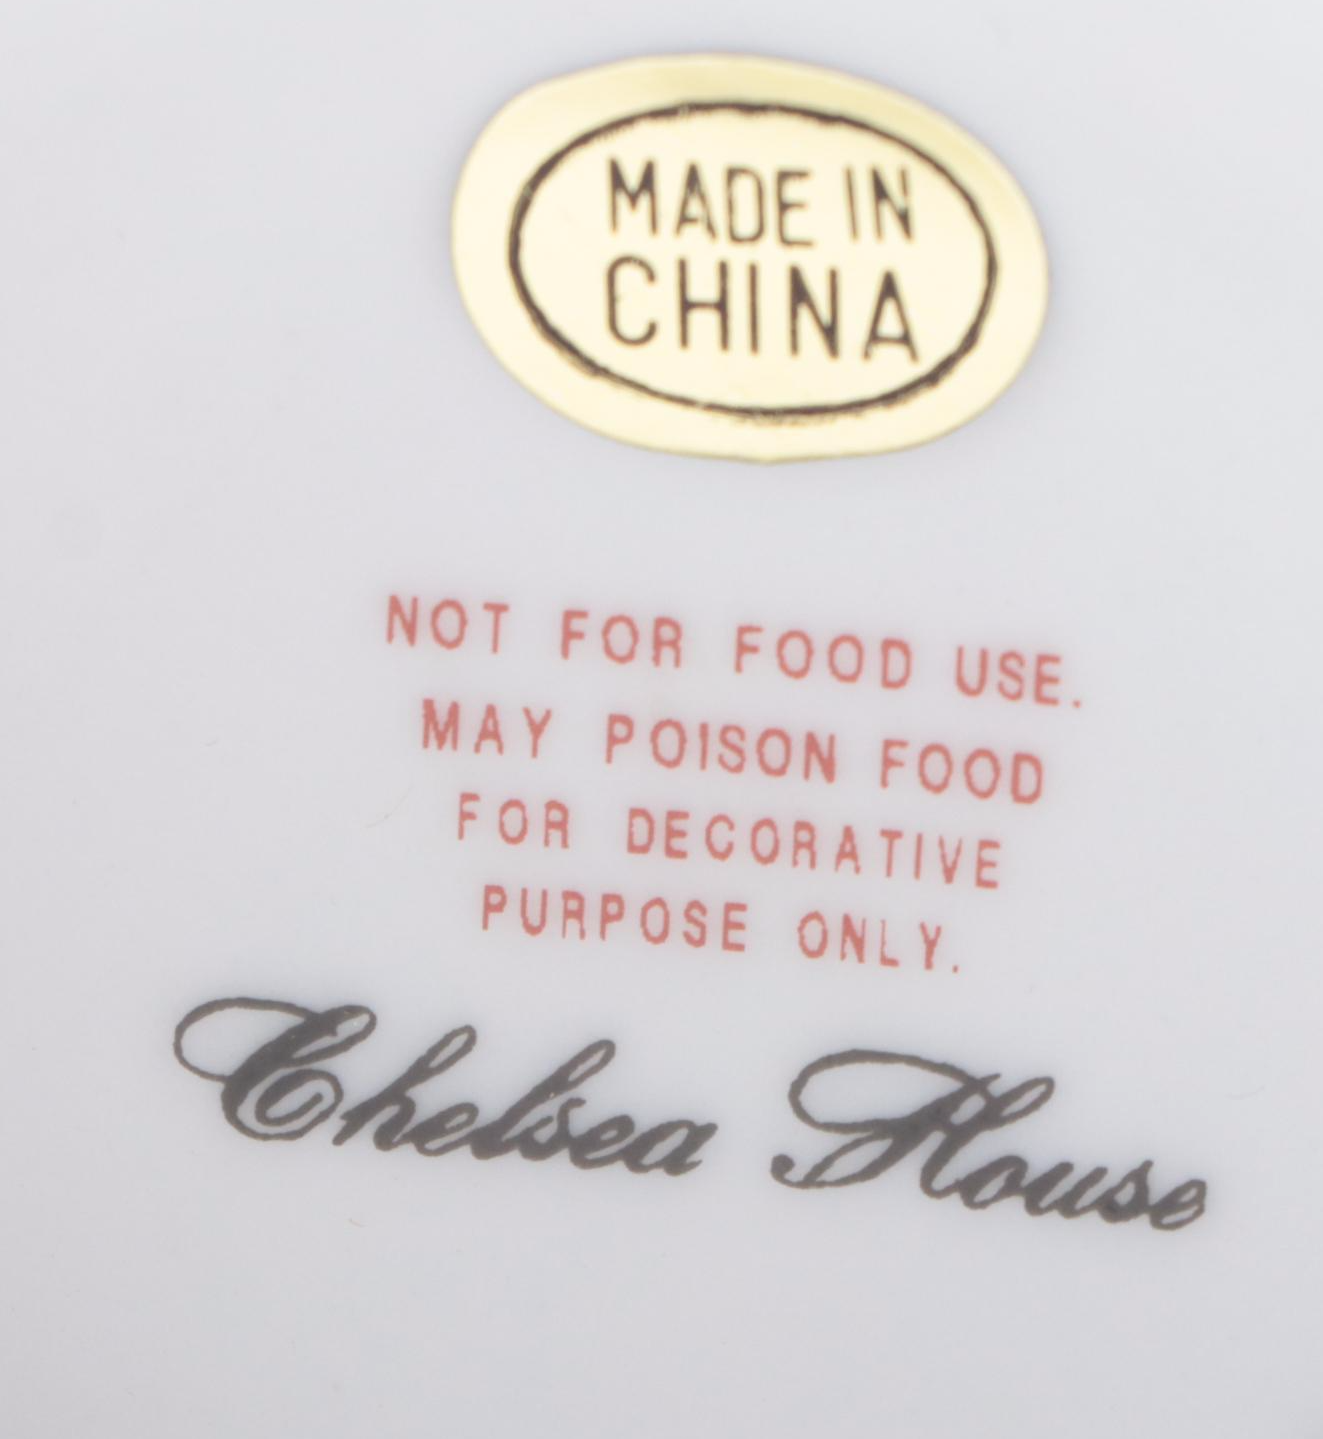 MADE IN
CHINA
NOT FOR FOOD USE.
MAY POISON FOOD
FOR DECORATIVE
PURPOSE ONLY.
Chelsea House